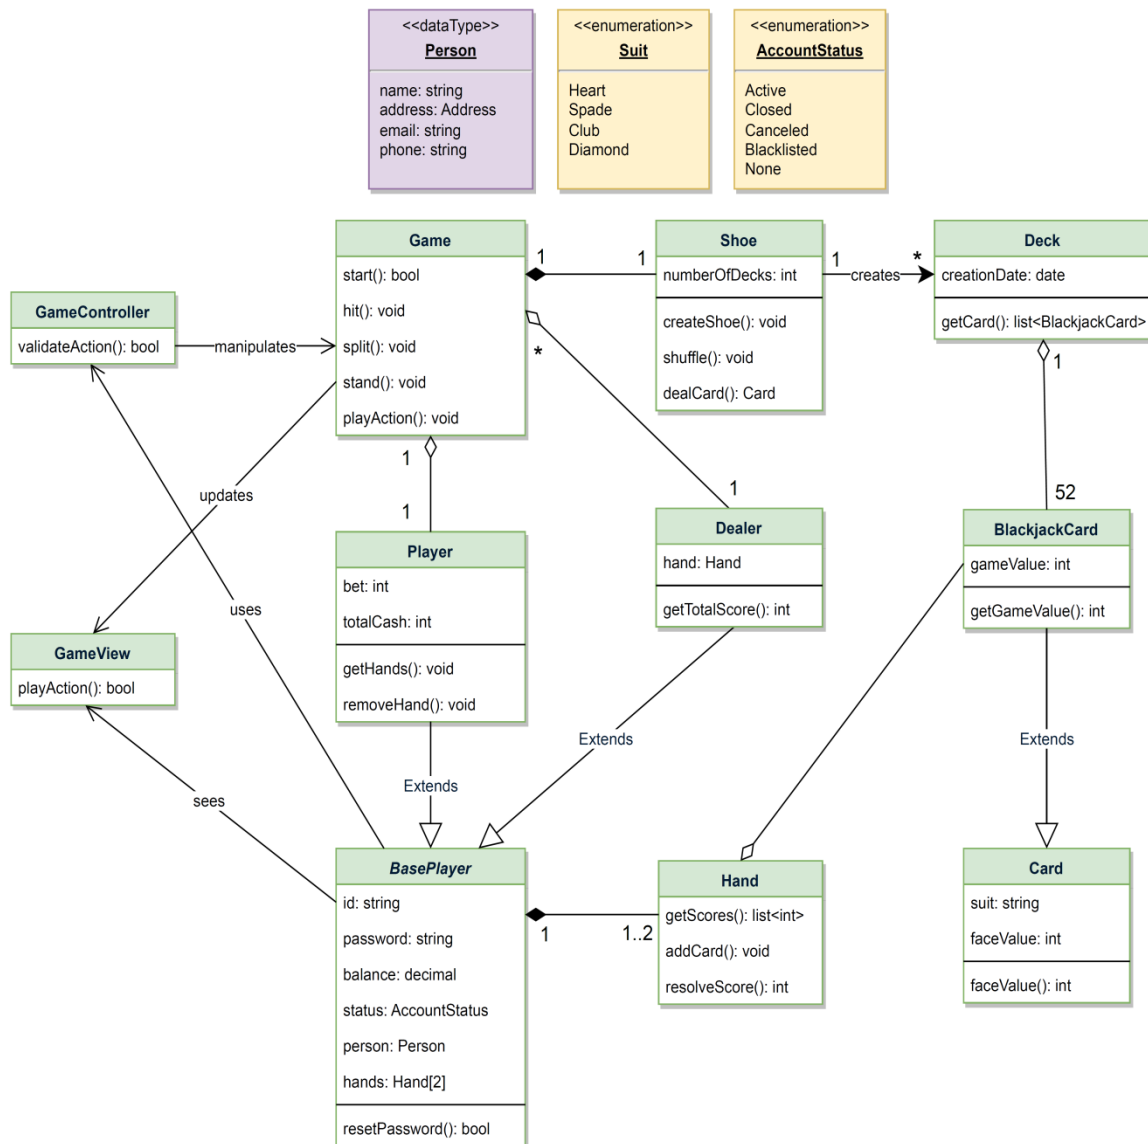 <<dataType>>
Person
name: string
address: Address
email: string
phone: string
<<enumeration>>
Suit
Heart
Spade
Club
Diamond
<<enumeration>>
AccountStatus
Active
Closed
Canceled
Blacklisted
None
Game
start(): bool
hit(): void
split(): void
stand(): void
playAction(): void
1
1
Shoe
numberOfDecks: int
createShoe(): void
shuffle(): void
dealCard(): Card
1
creates
*
Deck
creationDate: date
getCard(): list<BlackjackCard>
GameController
validateAction(): bool
manipulates
*
1
1
updates
1
1
52
Player
bet: int
totalCash: int
getHands(): void
removeHand(): void
Dealer
hand: Hand
getTotalScore(): int
BlackjackCard
gameValue: int
getGameValue(): int
uses
GameView
playAction(): bool
sees
Extends
Extends
Extends
BasePlayer
id: string
password: string
balance: decimal
status: AccountStatus
person: Person
hands: Hand[2]
resetPassword(): bool
1
1..2
Hand
getScores(): list<int>
addCard(): void
resolveScore(): int
Card
suit: string
faceValue: int
faceValue(): int